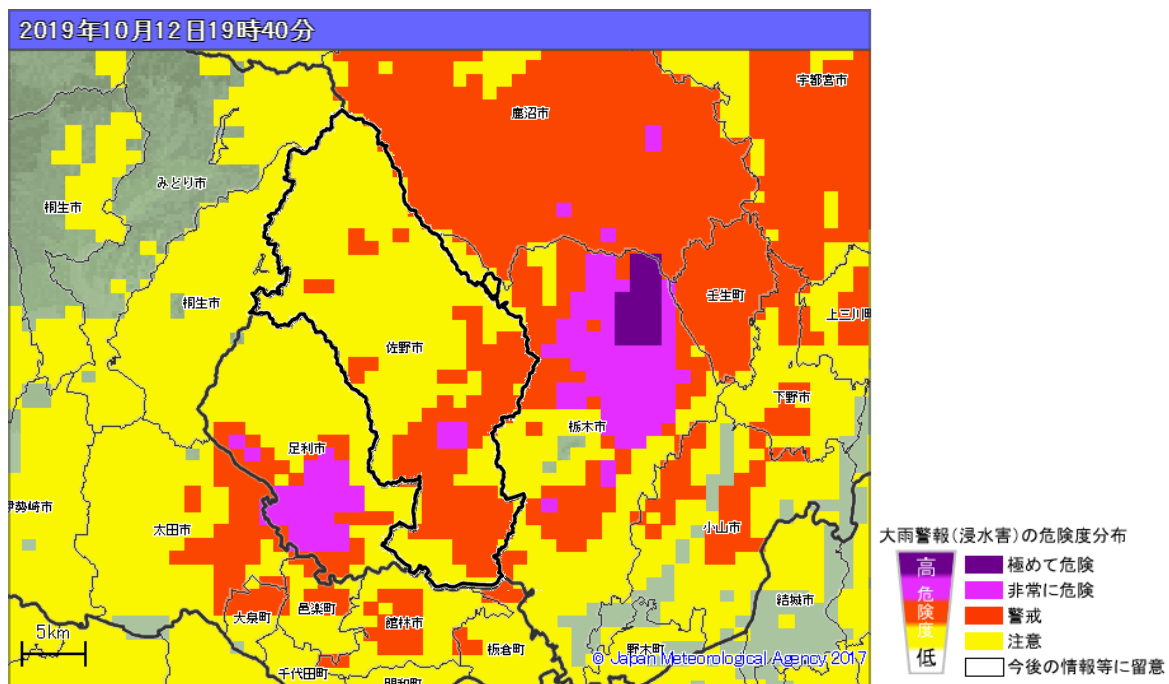 2019年10月12日19時40分
宇都宮市
鹿沼市
みどり市
桐生市
桐生市
壬生町
上三川町
佐野市
下野市
栃木市
足利市
伊勢崎市
太田市
小山市
大雨警報(浸水害)の危険度分布
高
危険度
低
極めて危険
非常に危険
警戒
注意
今後の情報等に留意
結城市
邑楽町
大泉町
館林市
5km
板倉町
野木町
© Japan Meteorological Agency 2017
千代田町
明和町